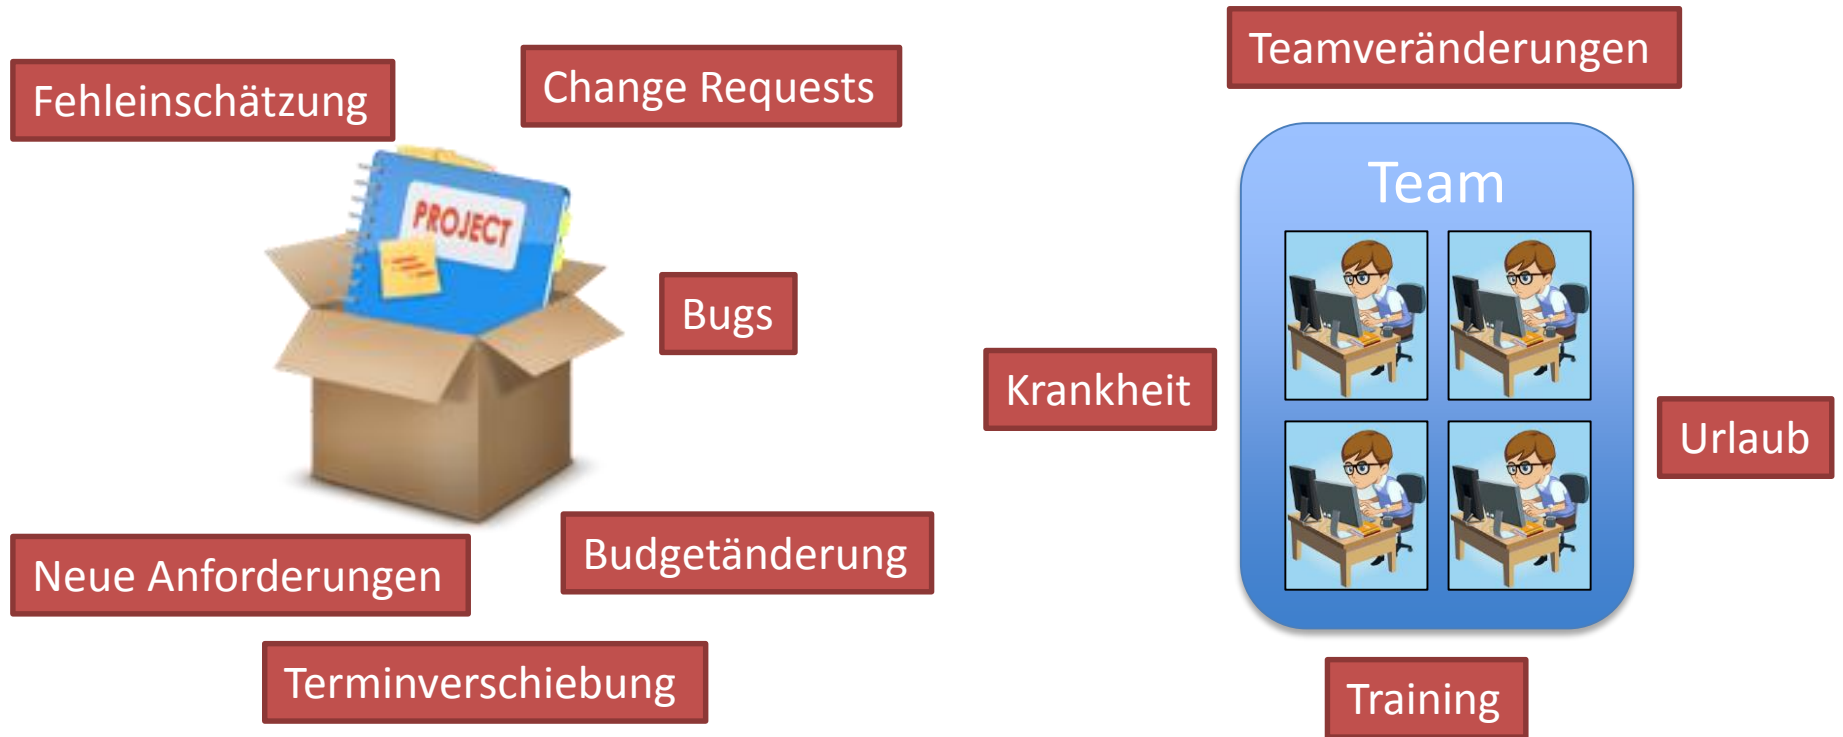 Fehleinschätzung
Change Requests
PROJECT
Bugs
Neue Anforderungen
Budgetänderung
Terminverschiebung
Teamveränderungen
Team
Krankheit
Urlaub
Training